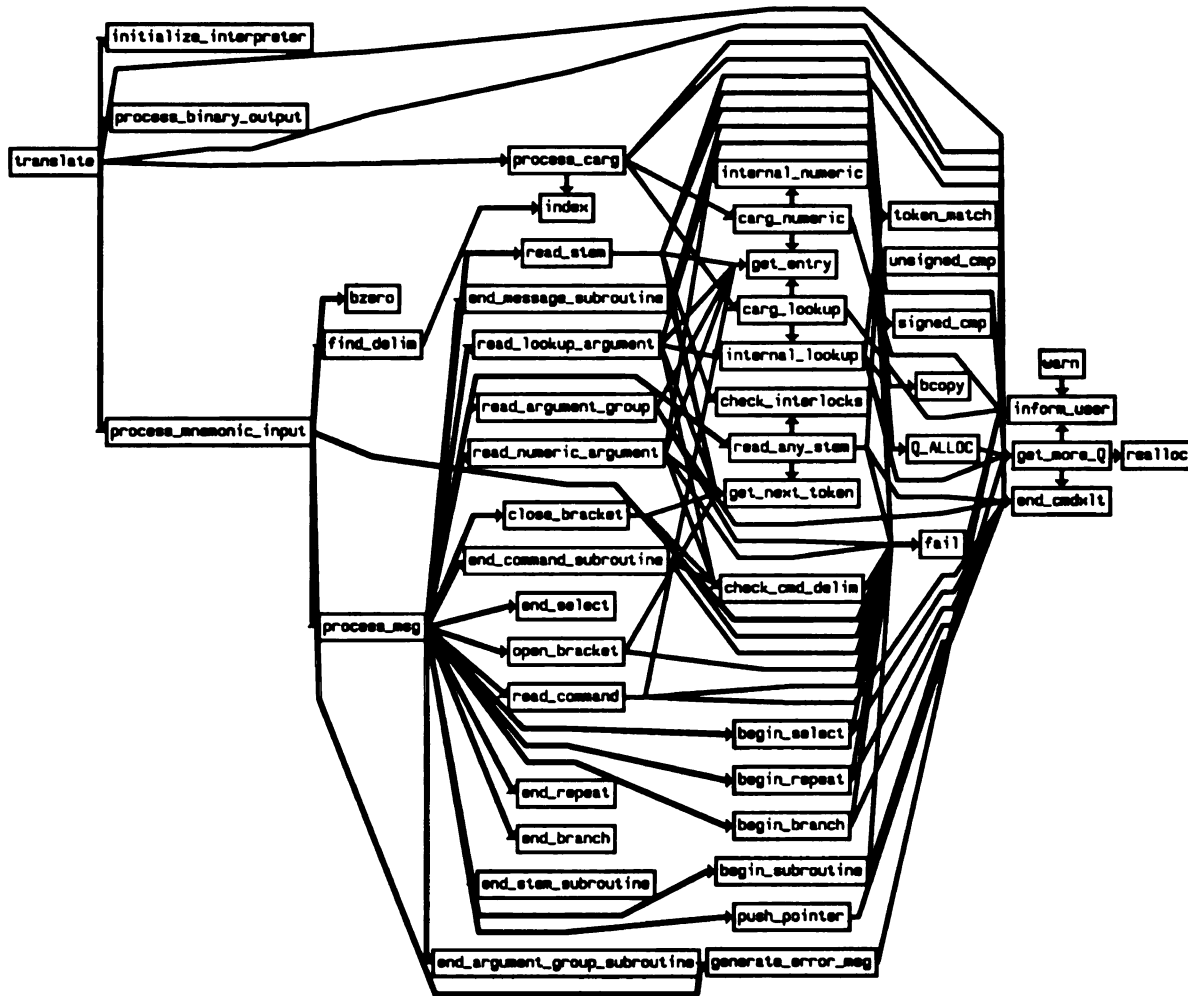 initialize_interpreter
process_binary_output
translate
process_carg
internal_numeric
index
carg_numeric
token_match
read_stem
get_entry
unsigned_cmp
bzero
end_message_subroutine
carg_lookup
signed_cmp
find_delim
read_lookup_argument
internal_lookup
warn
bcopy
read_argument_group
check_interlocks
inform_user
process_mnemonic_input
read_numeric_argument
read_any_stem
Q_ALLOC
get_more_Q
realloc
get_next_token
end_cmdxlt
close_bracket
fail
end_command_subroutine
check_cmd_delim
end_select
process_msg
open_bracket
read_command
begin_select
end_repeat
begin_repeat
end_branch
begin_branch
end_stem_subroutine
begin_subroutine
push_pointer
end_argument_group_subroutine
generate_error_msg